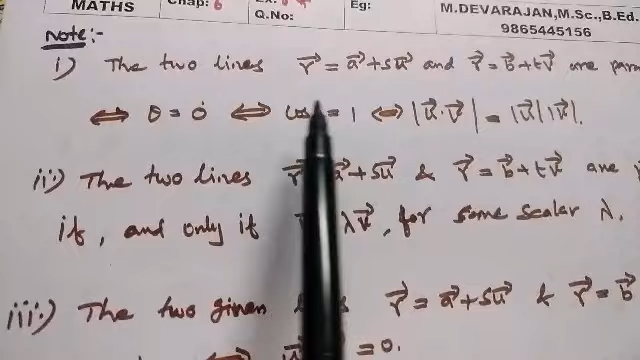 MATHS
Chap: 6
Q.No:
Eg:
M.DEVARAJAN,M.Sc.,B.Ed.
9865445156
Note:-
i) The two lines r⃗ = a⃗ + su⃗ and r⃗ = b⃗ + tv⃗ are
⟺ θ = 0 ⟺ = 1 ⟺ |u⃗ · v⃗| = |u⃗||v⃗|.
ii) The two lines a⃗ + su⃗ & r⃗ = b⃗ + tv⃗ are
if, and only if λv⃗, for some scalar λ.
iii) The two given r⃗ = a⃗ + su⃗ & r⃗ = b⃗
⟺ = 0.